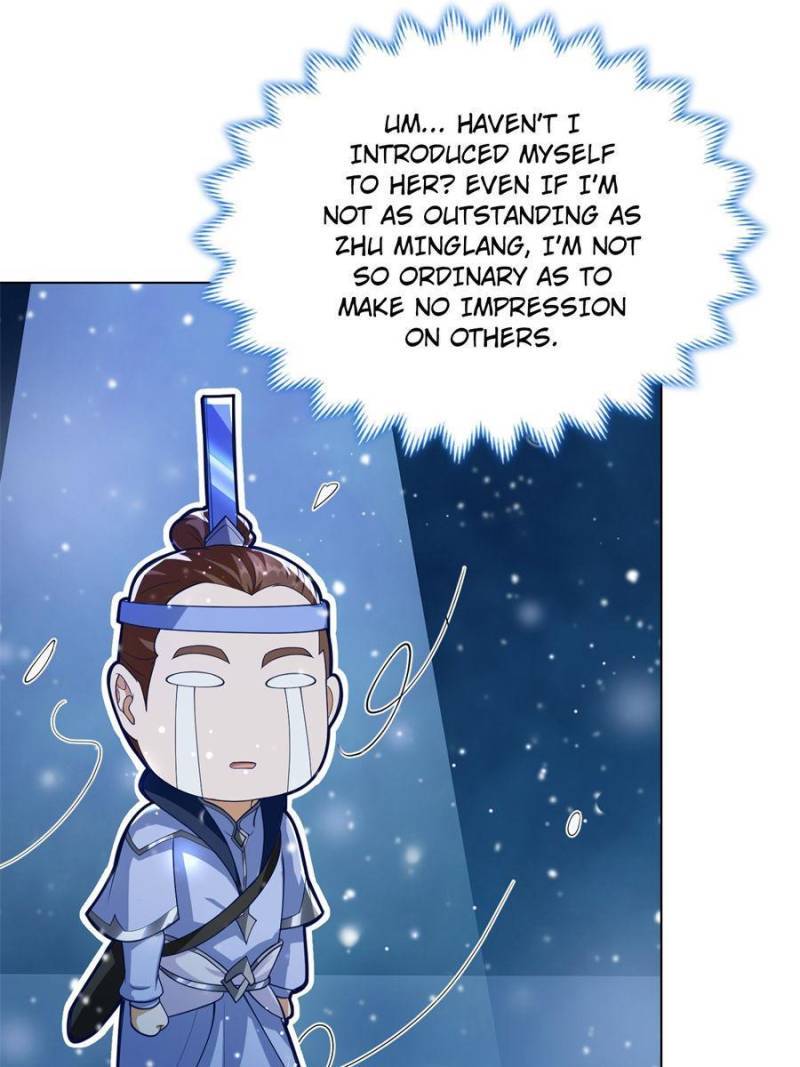 UM... HAVEN'T I
INTRODUCED MYSELF
TO HER? EVEN IF I'M
NOT AS OUTSTANDING AS
ZHU MINGLANG, I'M NOT
SO ORDINARY AS TO
MAKE NO IMPRESSION
ON OTHERS.